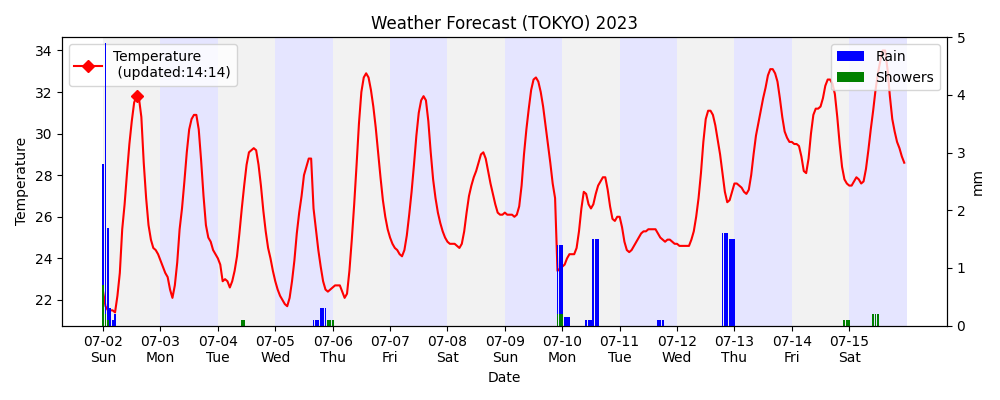 Weather Forecast (TOKYO) 2023
Temperature
(updated:14:14)
Rain
Showers
Temperature
34
32
30
28
26
24
22
5
4
3
2
1
0
mm
07-02 07-03 07-04 07-05 07-06 07-07 07-08 07-09 07-10 07-11 07-12 07-13 07-14 07-15
Sun Mon Tue Wed Thu Fri Sat Sun Mon Tue Wed Thu Fri Sat
Date